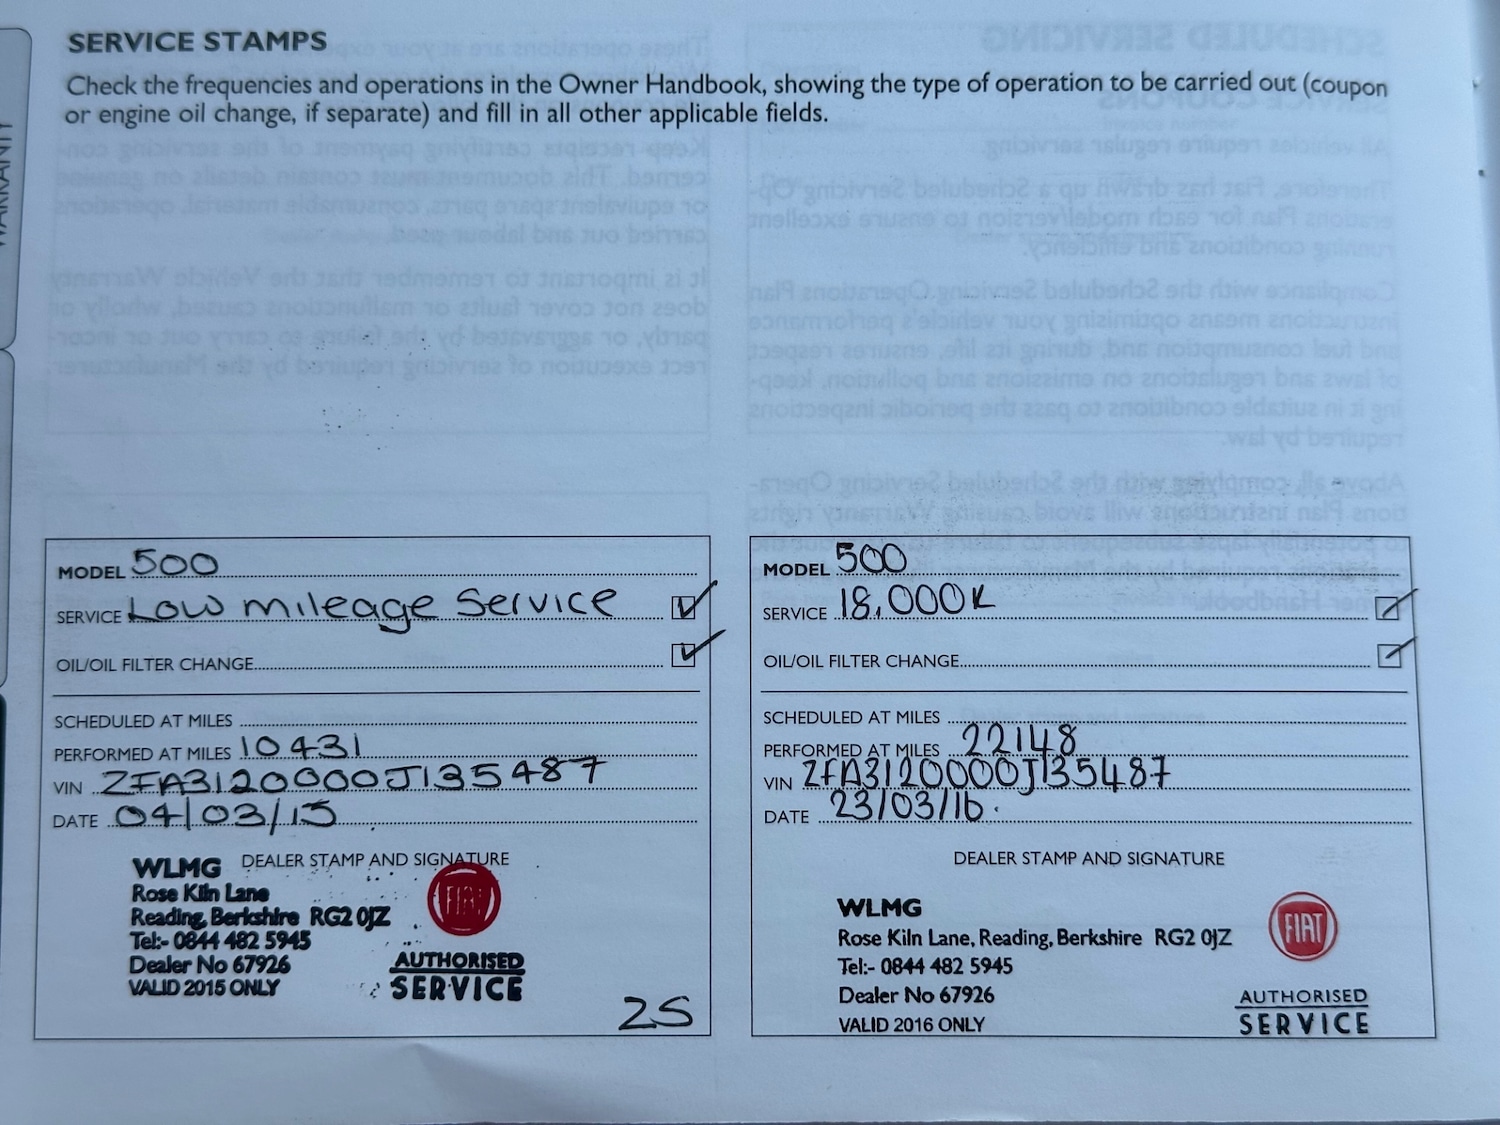 SERVICE STAMPS
Check the frequencies and operations in the Owner Handbook, showing the type of operation to be carried out (coupon
or engine oil change, if separate) and fill in all other applicable fields.
WARRANTY
MODEL 500
SERVICE Low mileage Service
OIL/OIL FILTER CHANGE
SCHEDULED AT MILES
PERFORMED AT MILES 10431
VIN ZFA3120000J135487
DATE 04/03/15
DEALER STAMP AND SIGNATURE
WLMG
Rose Kiln Lane
Reading, Berkshire RG2 0JZ
Tel:- 0844 482 5945
Dealer No 67926
VALID 2015 ONLY
FIAT
AUTHORISED
SERVICE
2S
MODEL 500
SERVICE 18,000K
OIL/OIL FILTER CHANGE
SCHEDULED AT MILES
PERFORMED AT MILES 22148
VIN ZFA3120000J135487
DATE 23/03/16.
DEALER STAMP AND SIGNATURE
WLMG
Rose Kiln Lane, Reading, Berkshire RG2 0JZ
Tel:- 0844 482 5945
Dealer No 67926
VALID 2016 ONLY
FIAT
AUTHORISED
SERVICE